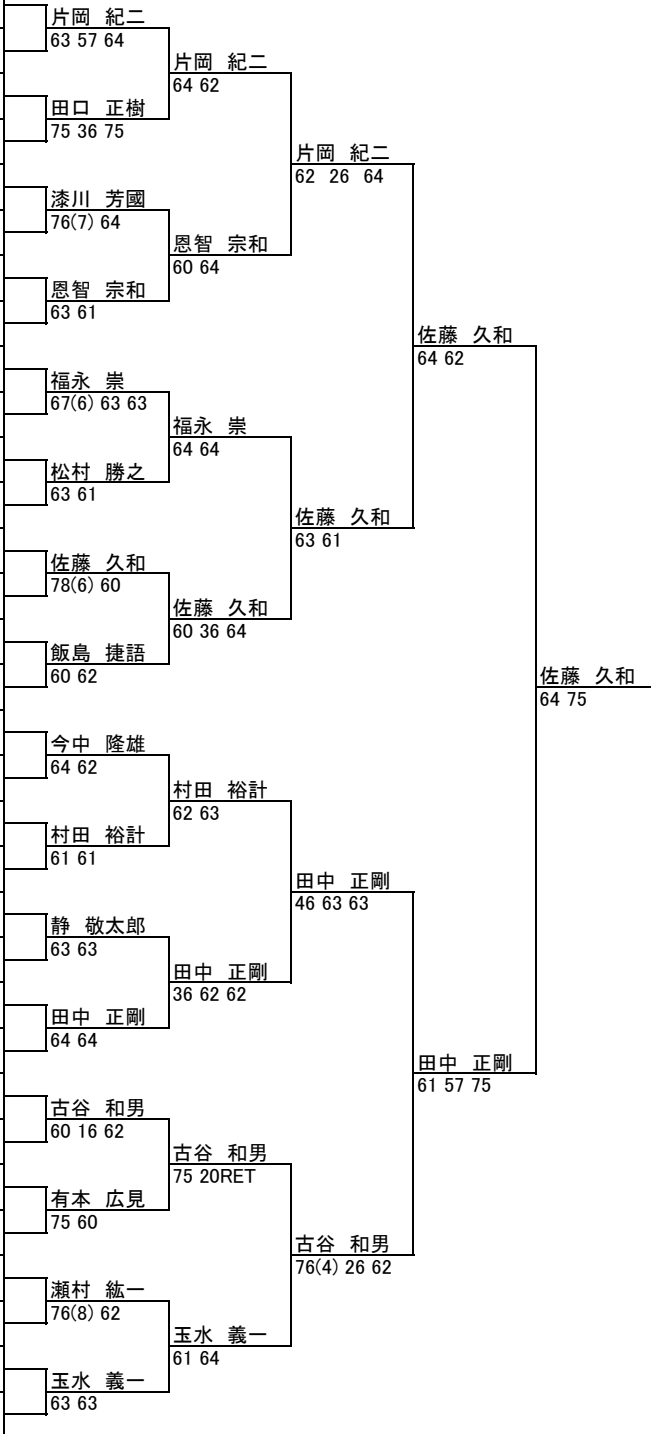 片岡 紀二
63 57 64
田口 正樹
75 36 75
漆川 芳國
76(7) 64
恩智 宗和
63 61
福永 崇
67(6) 63 63
松村 勝之
63 61
佐藤 久和
78(6) 60
飯島 捷語
60 62
今中 隆雄
64 62
村田 裕計
61 61
静 敬太郎
63 63
田中 正剛
64 64
古谷 和男
60 16 62
有本 広見
75 60
瀬村 紘一
76(8) 62
玉水 義一
63 63
片岡 紀二
64 62
恩智 宗和
60 64
福永 崇
64 64
佐藤 久和
60 36 64
村田 裕計
62 63
田中 正剛
36 62 62
古谷 和男
75 20RET
玉水 義一
61 64
片岡 紀二
62 26 64
佐藤 久和
63 61
田中 正剛
46 63 63
古谷 和男
76(4) 26 62
佐藤 久和
64 62
田中 正剛
61 57 75
佐藤 久和
64 75